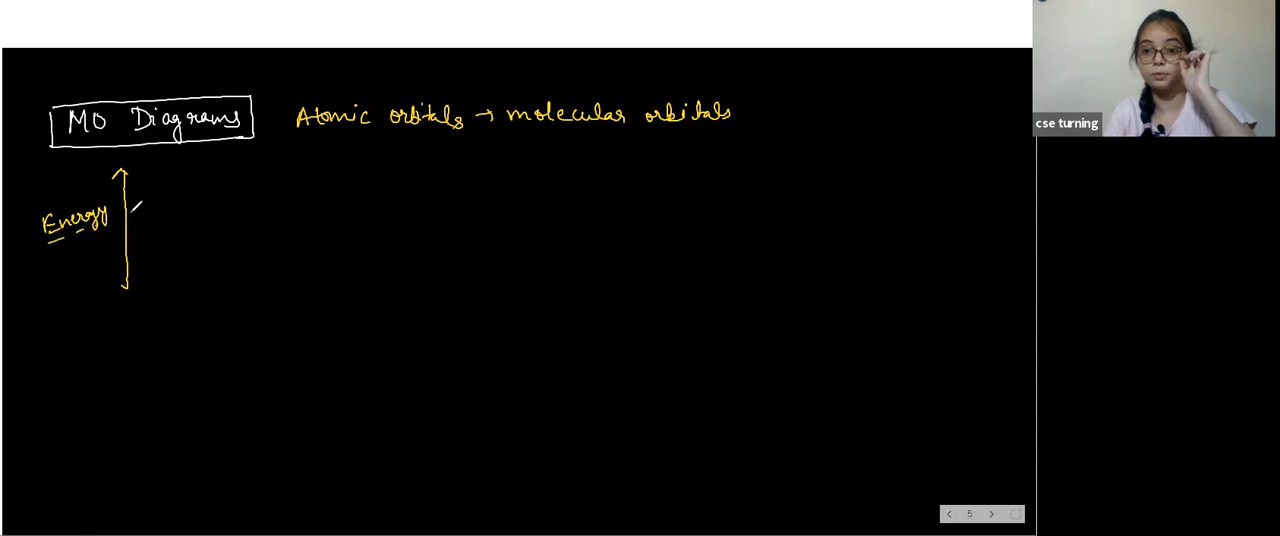 MO Diagrams Atomic orbitals → molecular orbitals
cse turning
Energy
5